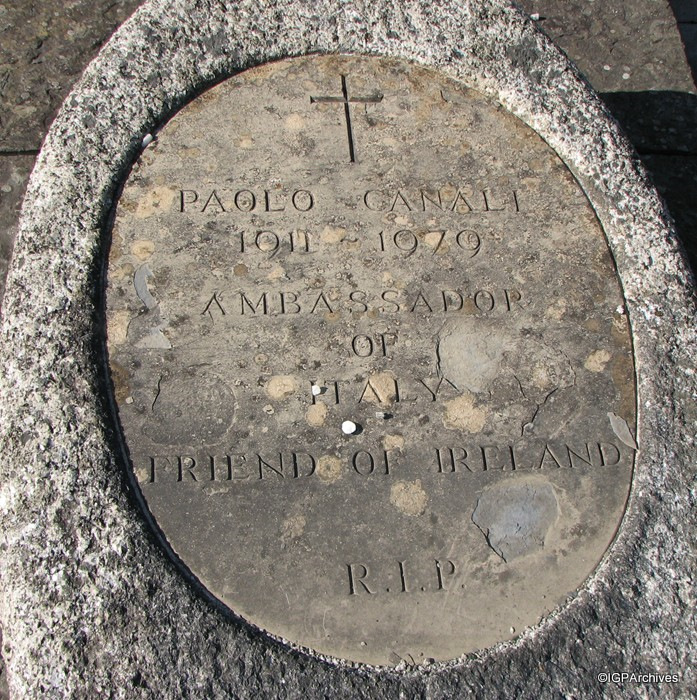 PAOLO CANALI
1911 - 1979
AMBASSADOR
OF
ITALY
FRIEND OF IRELAND
R.I.P.
©IGPArchives